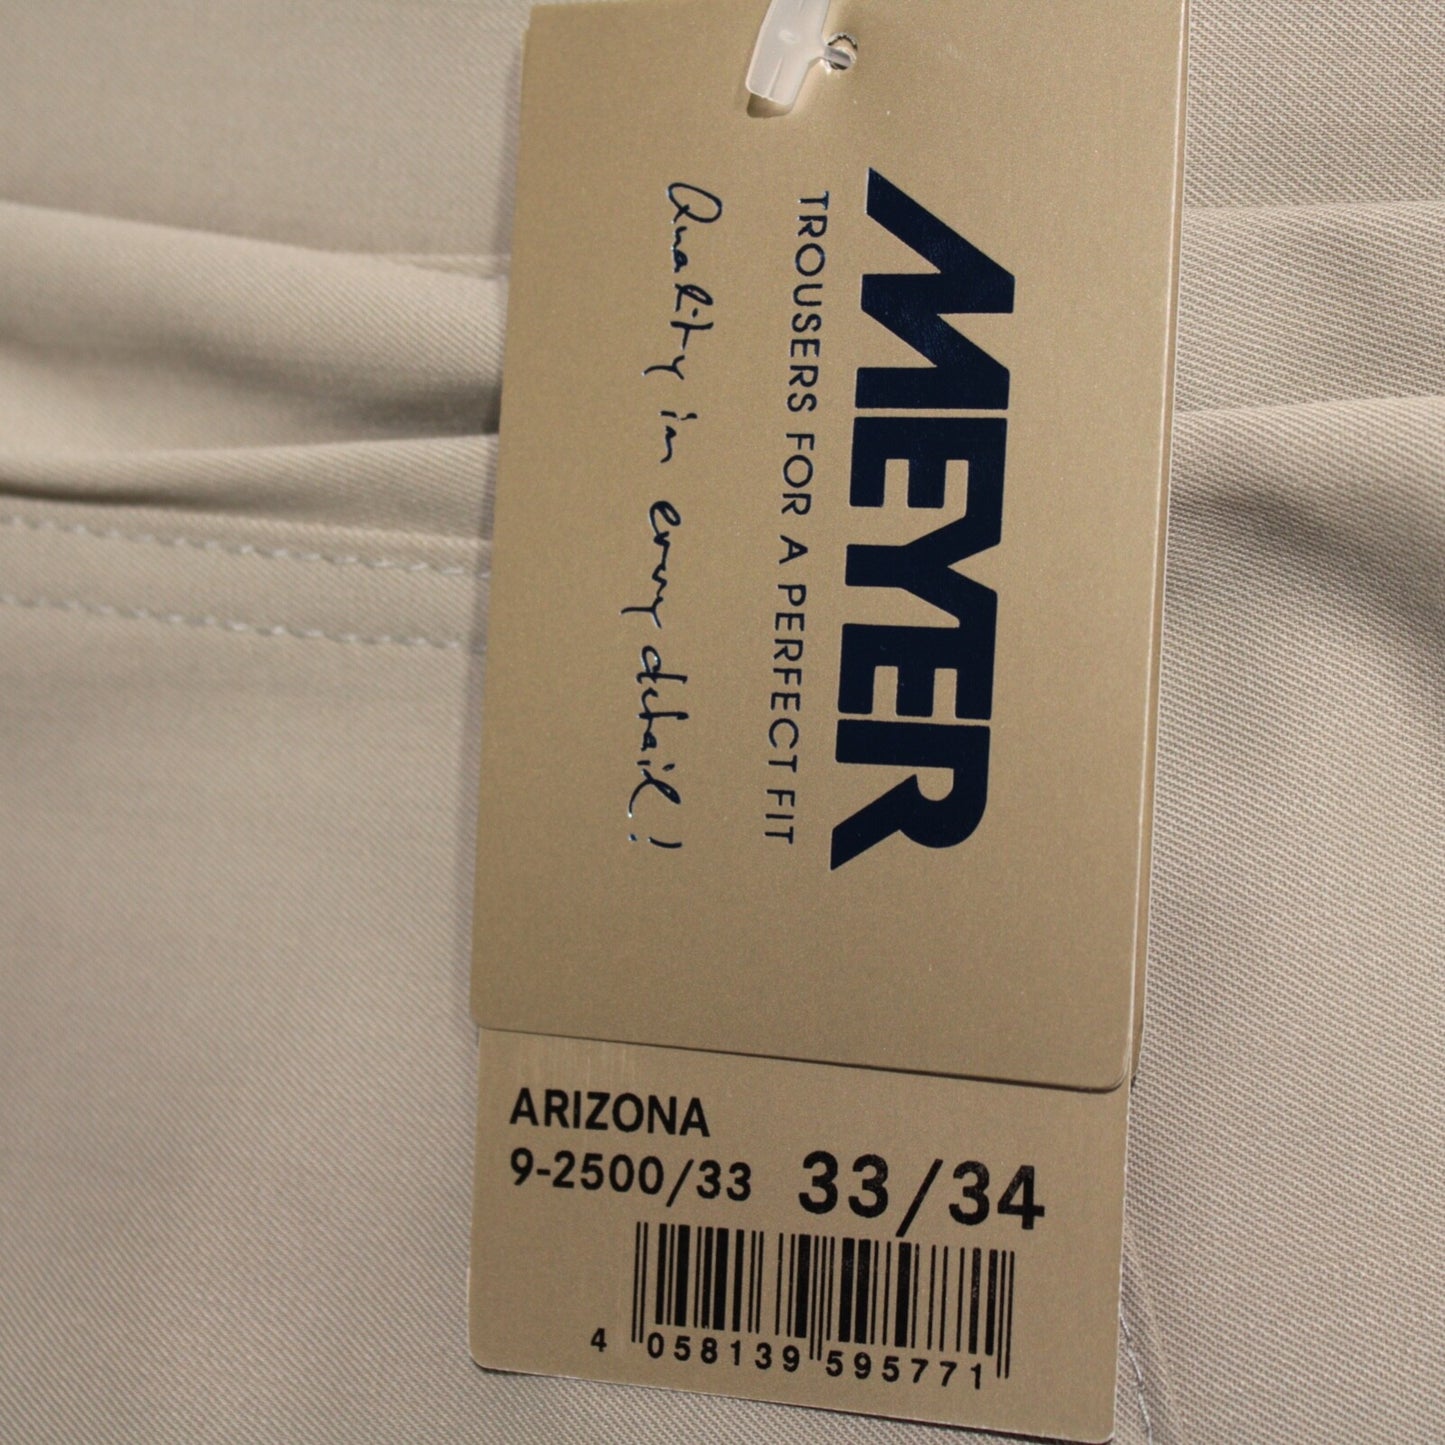 MEYER
TROUSERS FOR A PERFECT FIT
Quality in every detail!
ARIZONA
9-2500/33 33/34
4 058139 595771